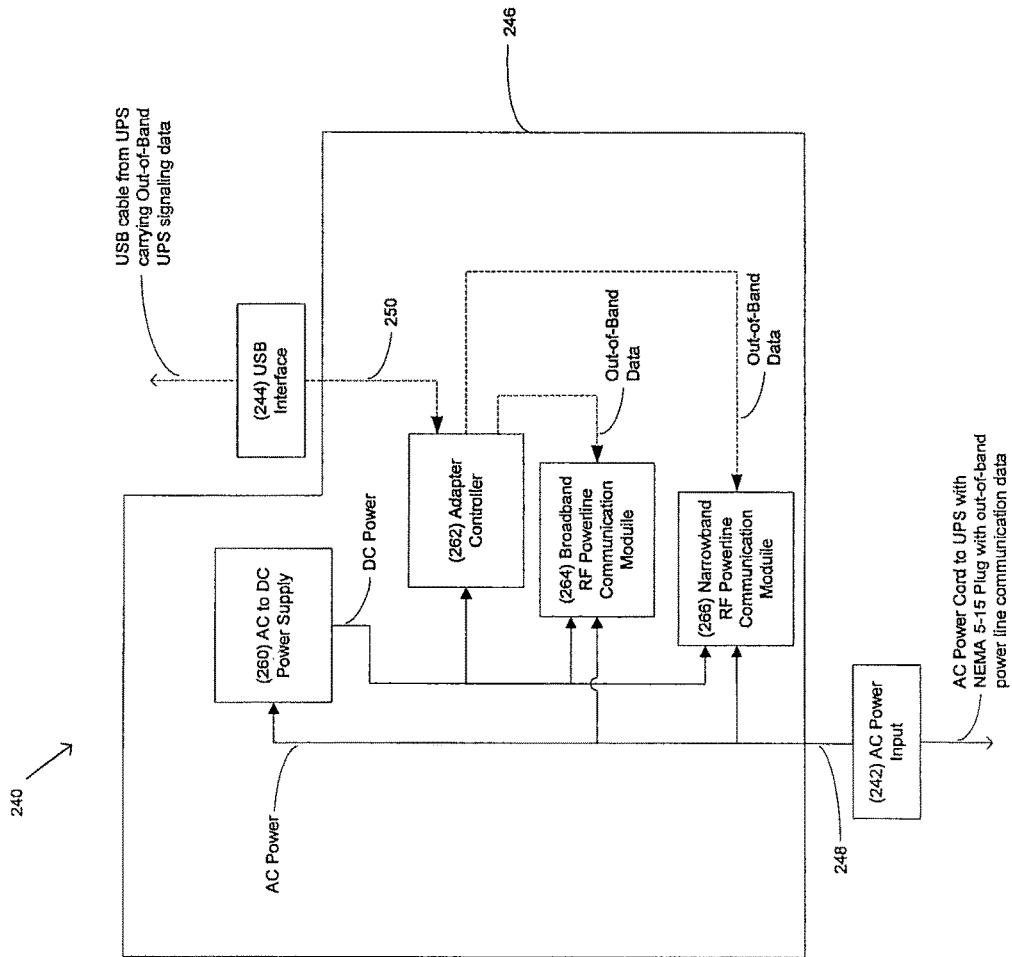 240
246
USB cable from UPS
carrying Out-of-Band
UPS signaling data
(244) USB
Interface
250
(260) AC to DC
Power Supply
DC Power
(262) Adapter
Controller
Out-of-Band
Data
(264) Broadband
RF Powerline
Communication
Moduile
Out-of-Band
Data
(266) Narrowband
RF Powerline
Communication
Moduile
AC Power
248
(242) AC Power
Input
AC Power Cord to UPS with
NEMA 5-15 Plug with out-of-band
power line communication data